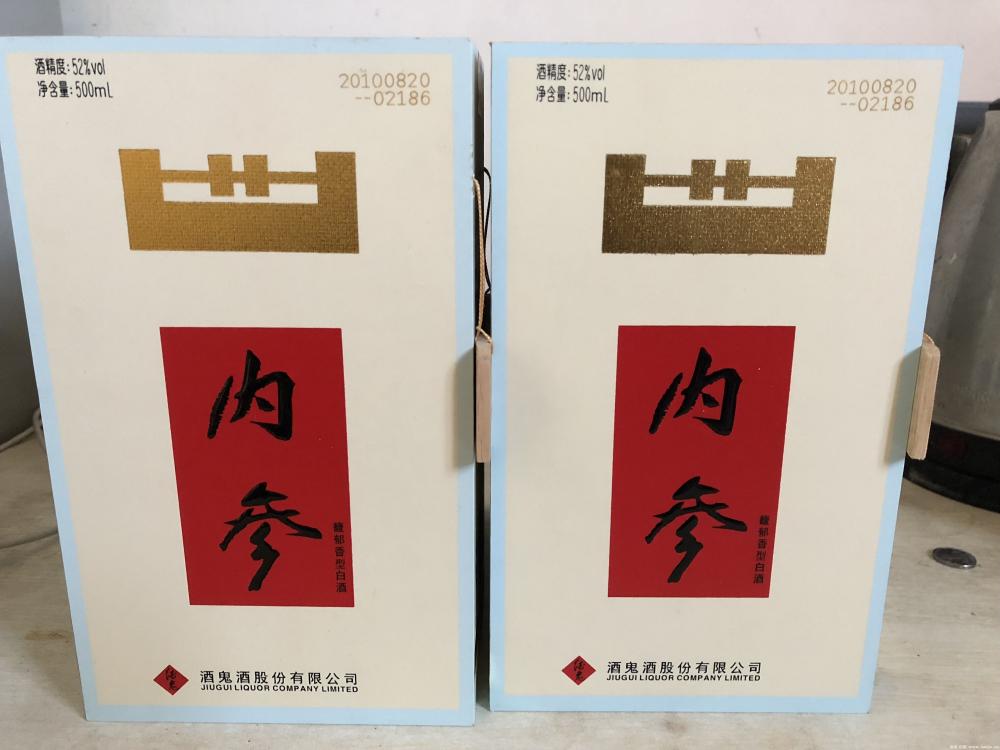 酒精度:52%vol
净含量:500mL
20100820
--02186
内参
馥郁香型白酒
酒鬼酒股份有限公司
JIUGUI LIQUOR COMPANY LIMITED
酒精度:52%vol
净含量:500mL
20100820
--02186
内参
馥郁香型白酒
酒鬼酒股份有限公司
JIUGUI LIQUOR COMPANY LIMITED